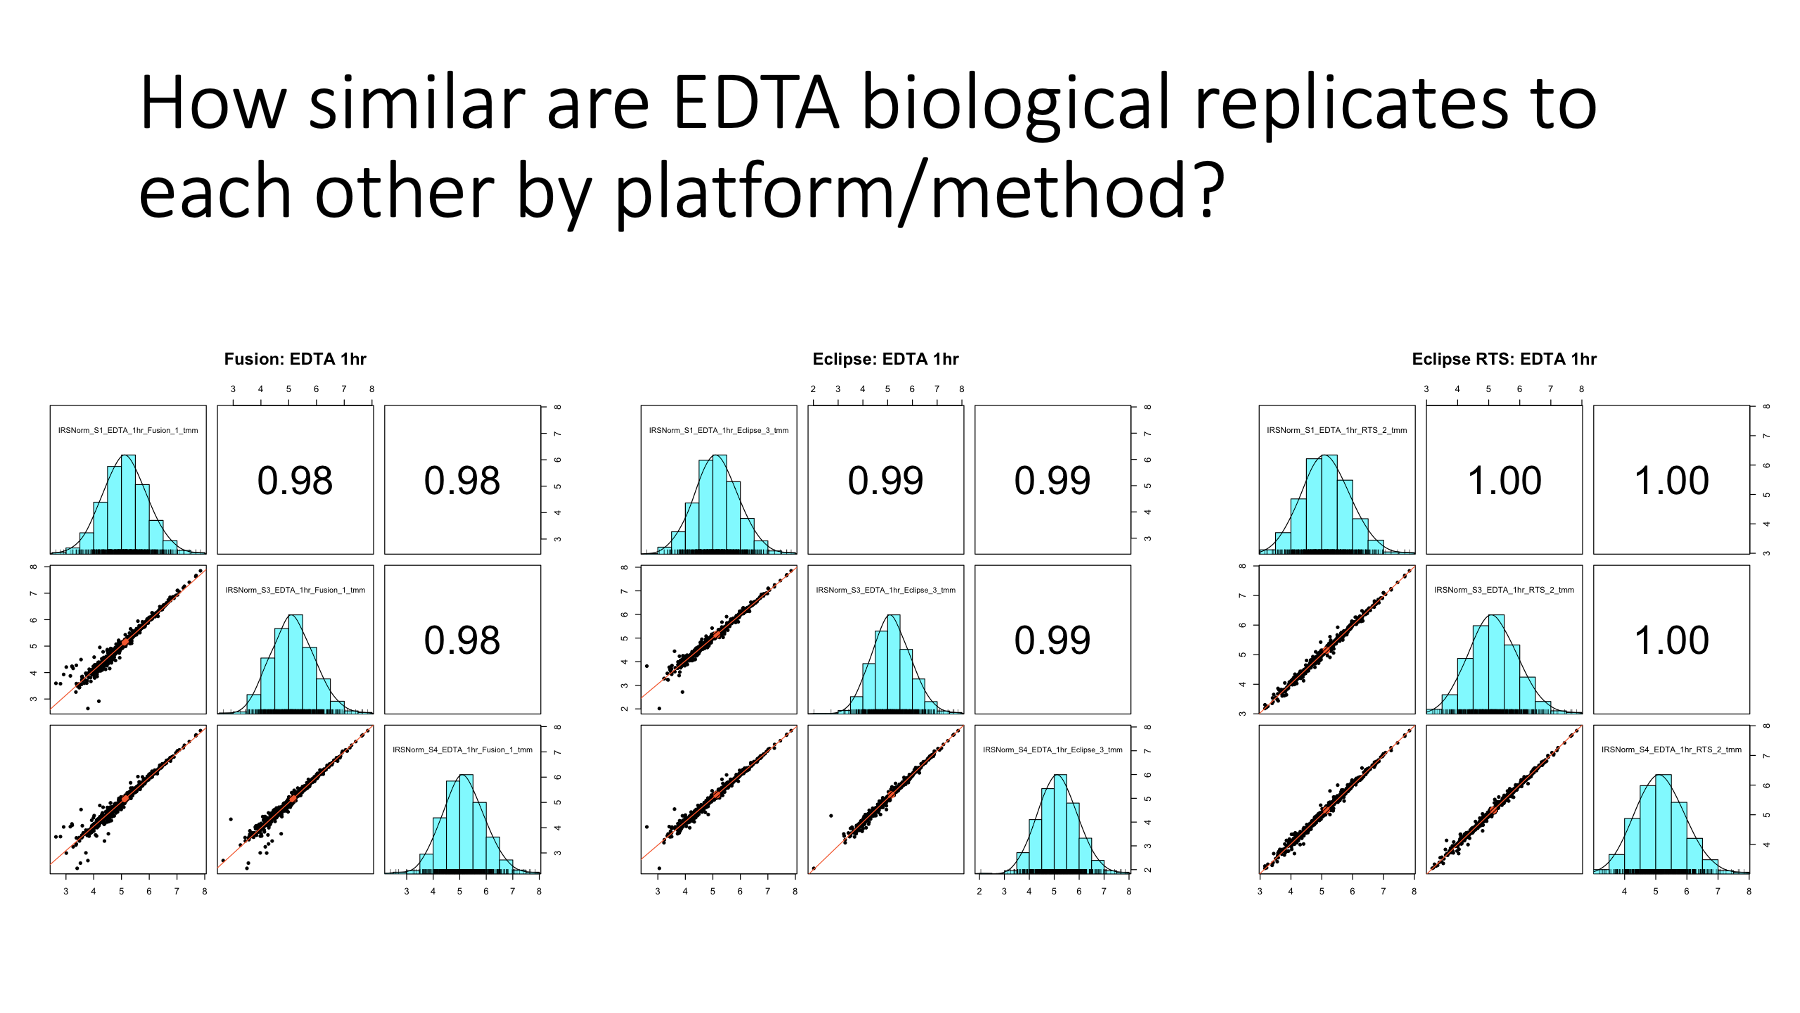 How similar are EDTA biological replicates to
each other by platform/method?
Fusion: EDTA 1hr
3 4 5 6 7 8
IRSNorm_S1_EDTA_1hr_Fusion_1_tmm
0.98
0.98
3 4 5 6 7 8
3 4 5 6 7 8
IRSNorm_S3_EDTA_1hr_Fusion_1_tmm
0.98
IRSNorm_S4_EDTA_1hr_Fusion_1_tmm
3 4 5 6 7 8
3 4 5 6 7 8
3 4 5 6 7 8
Eclipse: EDTA 1hr
2 3 4 5 6 7 8
IRSNorm_S1_EDTA_1hr_Eclipse_3_tmm
0.99
0.99
3 4 5 6 7 8
2 3 4 5 6 7 8
IRSNorm_S3_EDTA_1hr_Eclipse_3_tmm
0.99
IRSNorm_S4_EDTA_1hr_Eclipse_3_tmm
2 3 4 5 6 7 8
3 4 5 6 7 8
2 3 4 5 6 7 8
Eclipse RTS: EDTA 1hr
3 4 5 6 7 8
IRSNorm_S1_EDTA_1hr_RTS_2_tmm
1.00
1.00
3 4 5 6 7 8
3 4 5 6 7 8
IRSNorm_S3_EDTA_1hr_RTS_2_tmm
1.00
IRSNorm_S4_EDTA_1hr_RTS_2_tmm
4 5 6 7 8
3 4 5 6 7 8
4 5 6 7 8